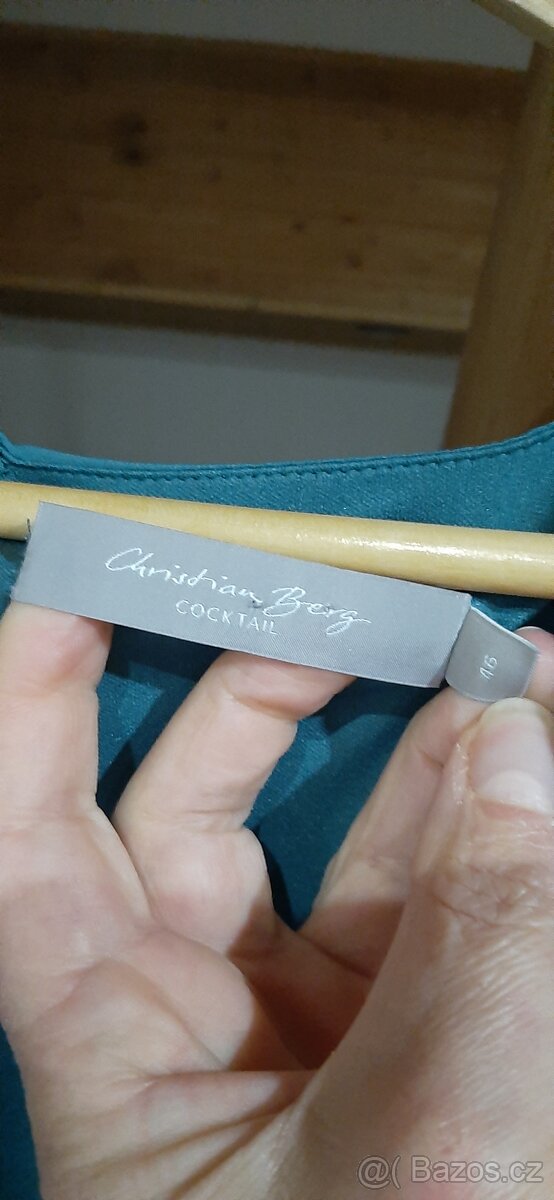 Christian Berg
COCKTAIL
46
@( Bazos.cz